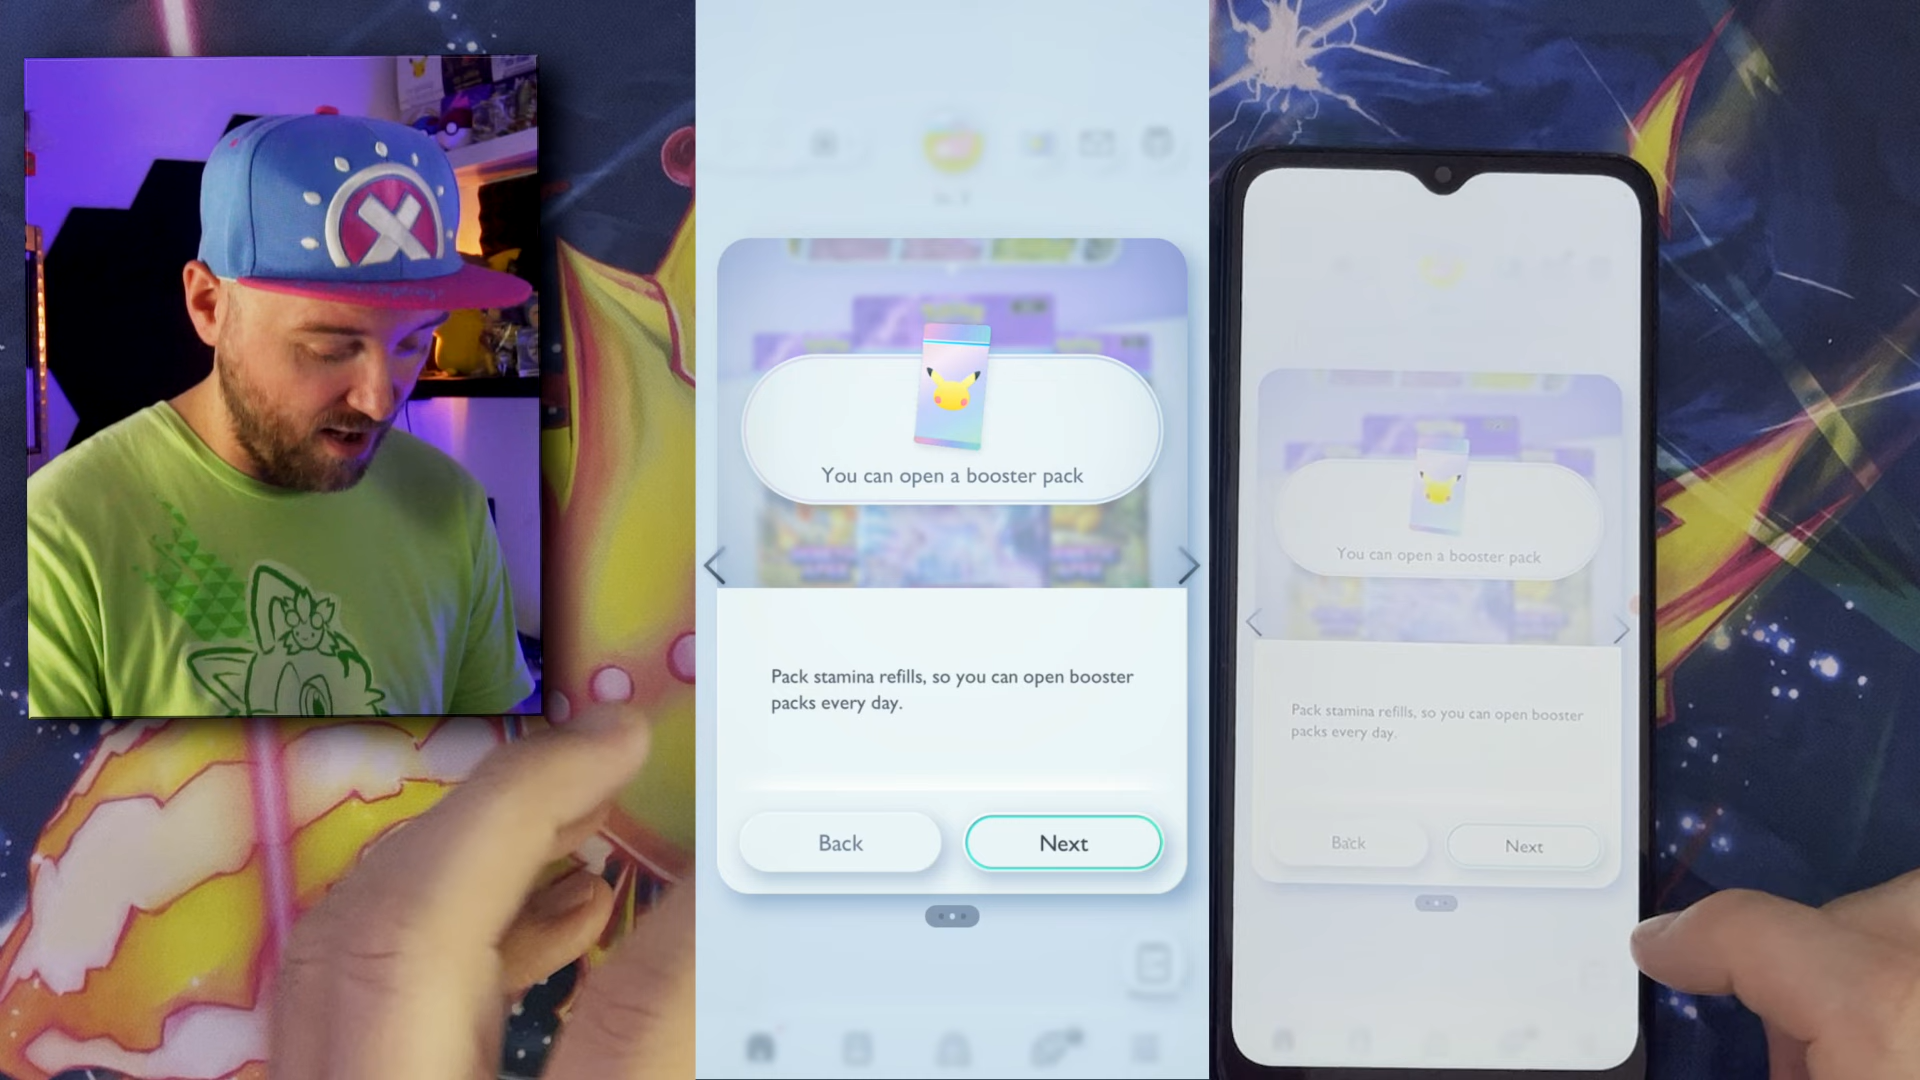 You can open a booster pack
Pack stamina refills, so you can open booster
packs every day.
Back
Next
You can open a booster pack
Pack stamina refills, so you can open booster
packs every day.
Back
Next